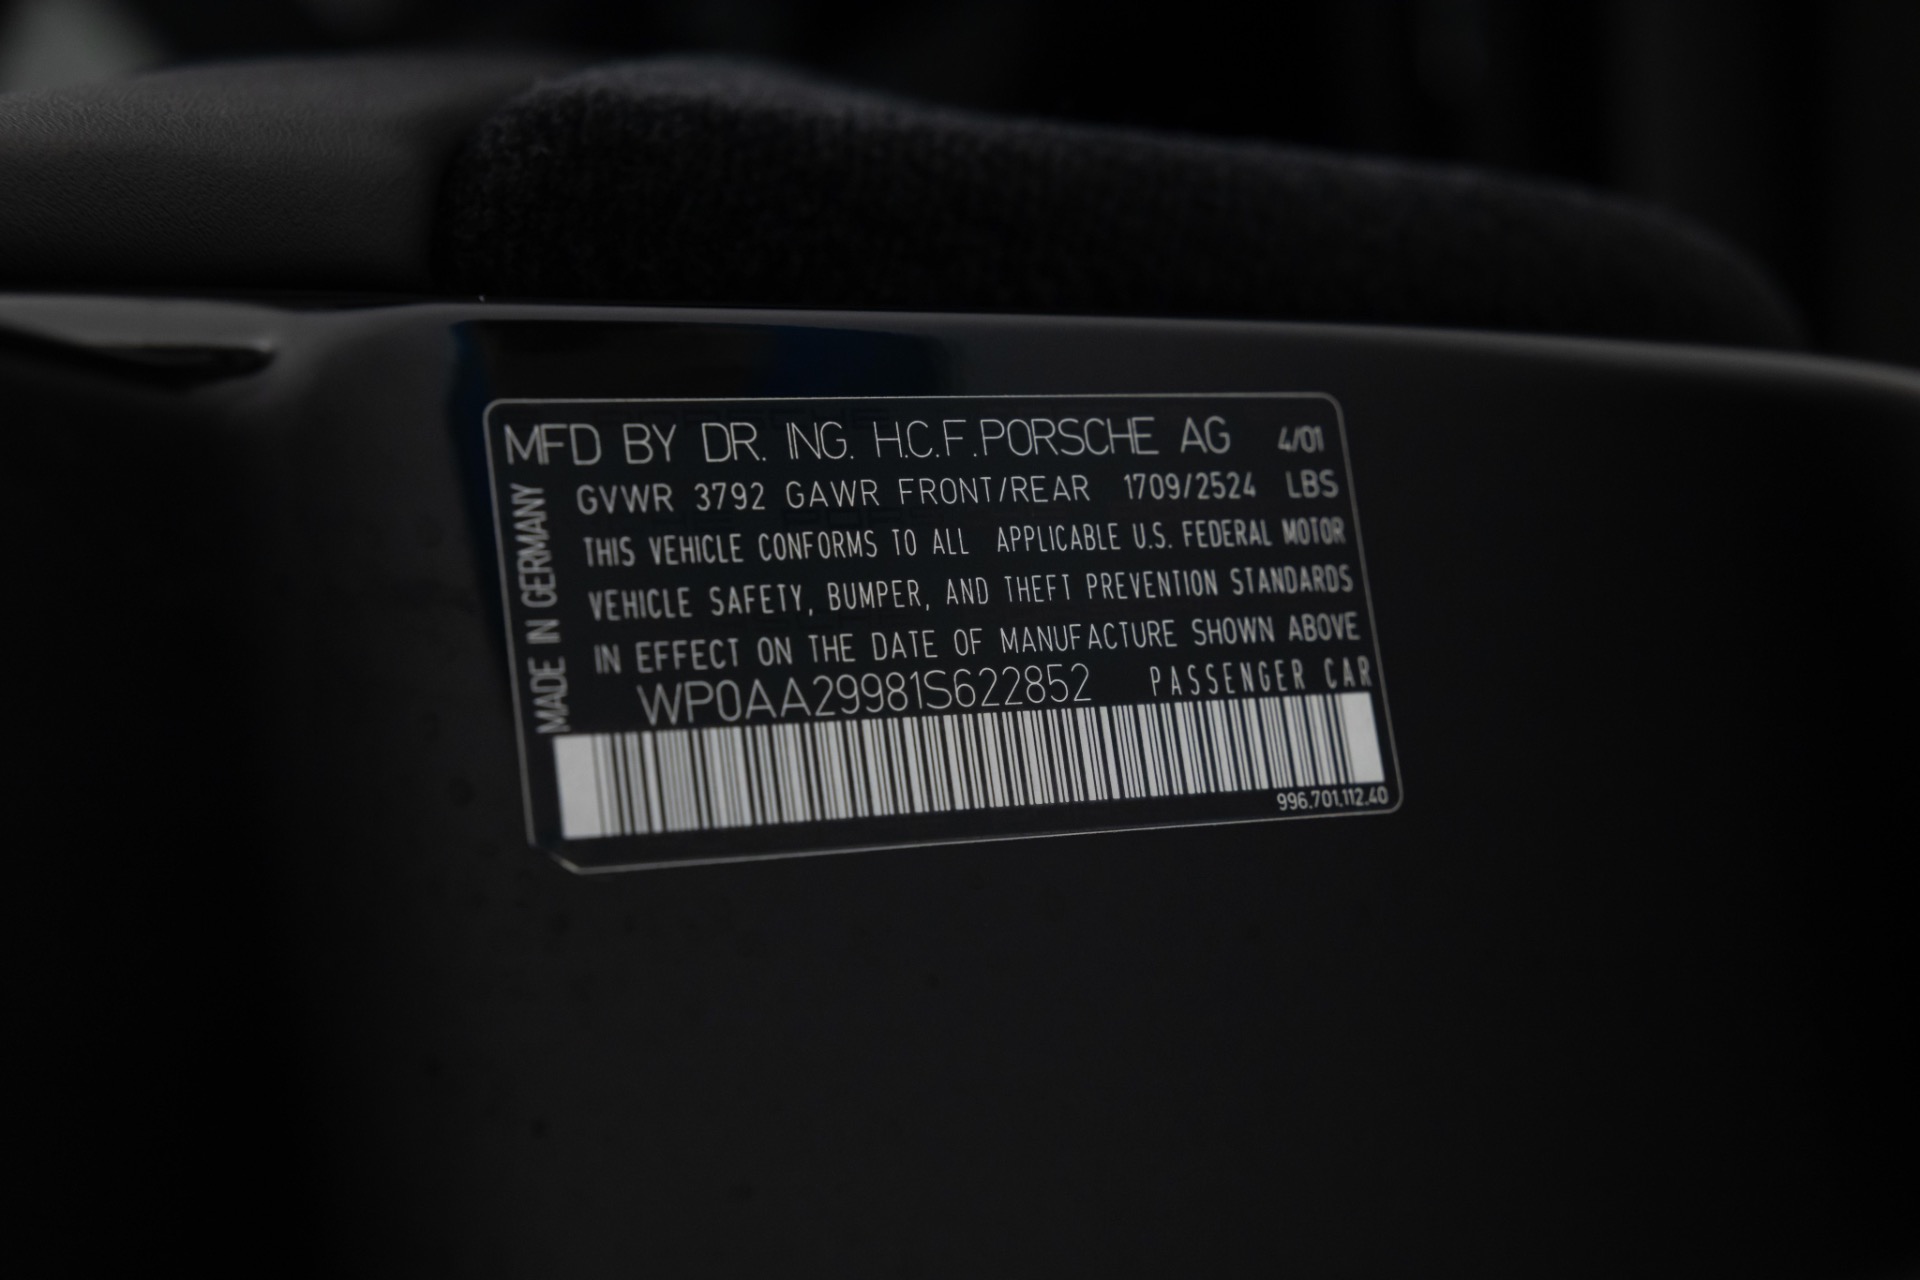 MFD BY DR. ING. H.C.F. PORSCHE AG 4/01
GVWR 3792 GAWR FRONT/REAR 1709/2524 LBS
THIS VEHICLE CONFORMS TO ALL APPLICABLE U.S. FEDERAL MOTOR
VEHICLE SAFETY, BUMPER, AND THEFT PREVENTION STANDARDS
IN EFFECT ON THE DATE OF MANUFACTURE SHOWN ABOVE
WP0AA29981S622852 PASSENGER CAR
996.701.112.40
MADE IN GERMANY